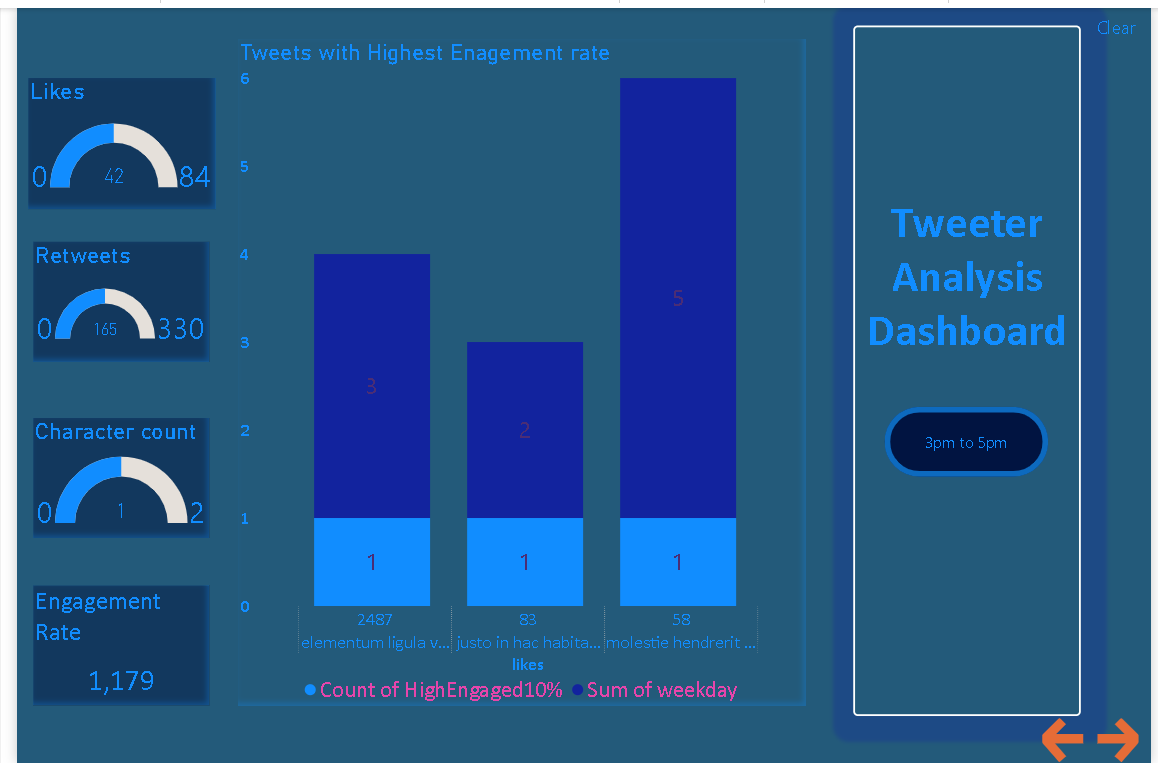 Clear
Likes
0 42 84
Retweets
0 165 330
Character count
0 1 2
Engagement
Rate
1,179
Tweets with Highest Enagement rate
6
5
4
3
2
1
0
3
2
5
1
1
1
2487
83
58
elementum ligula v...
justo in hac habita...
molestie hendrerit ...
likes
Count of HighEngaged10%
Sum of weekday
Tweeter
Analysis
Dashboard
3pm to 5pm